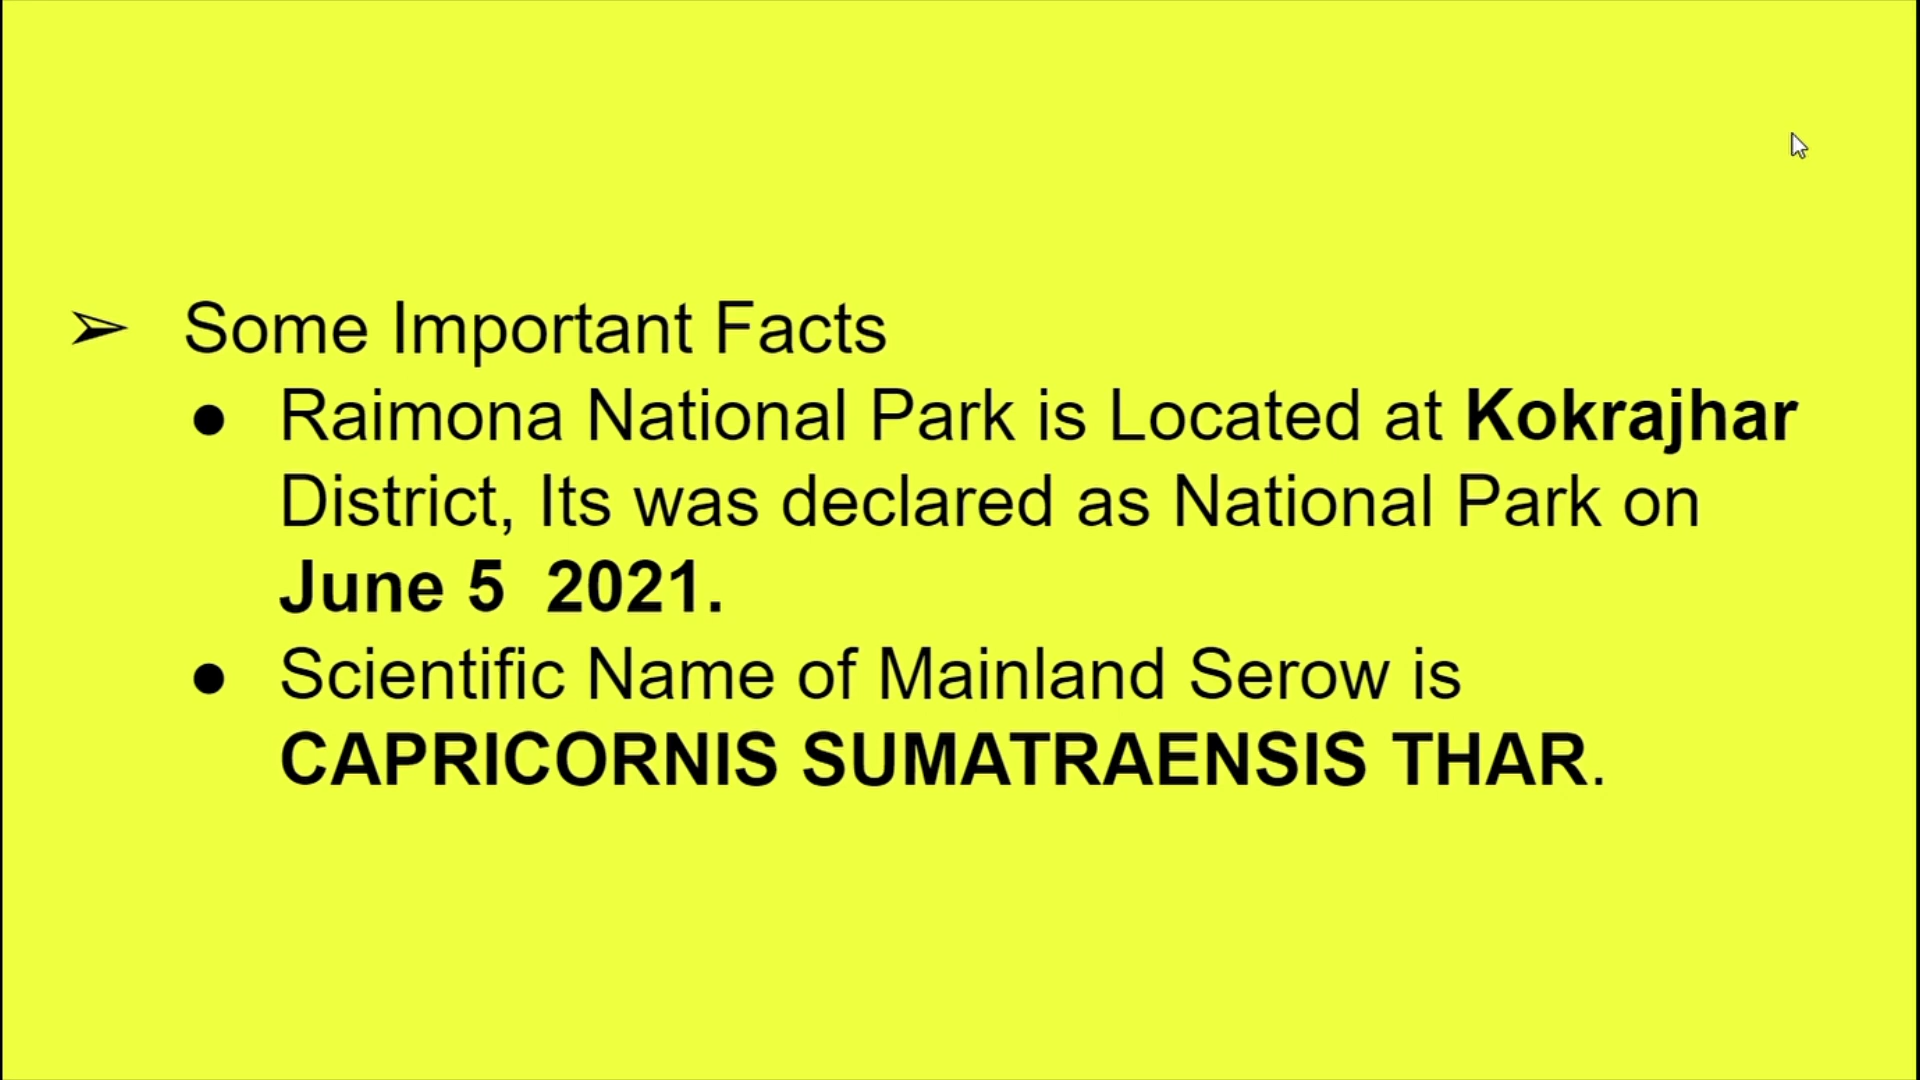 ➢ Some Important Facts
● Raimona National Park is Located at Kokrajhar
District, Its was declared as National Park on
June 5  2021.
● Scientific Name of Mainland Serow is
CAPRICORNIS SUMATRAENSIS THAR.